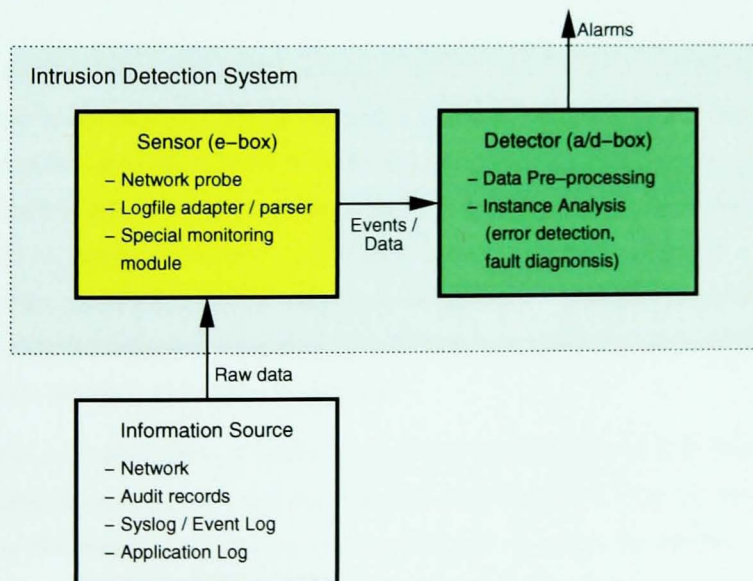 Alarms
Intrusion Detection System
Sensor (e–box)
– Network probe
– Logfile adapter / parser
– Special monitoring
module
Events /
Data
Detector (a/d–box)
– Data Pre–processing
– Instance Analysis
(error detection,
fault diagnonsis)
Raw data
Information Source
– Network
– Audit records
– Syslog / Event Log
– Application Log